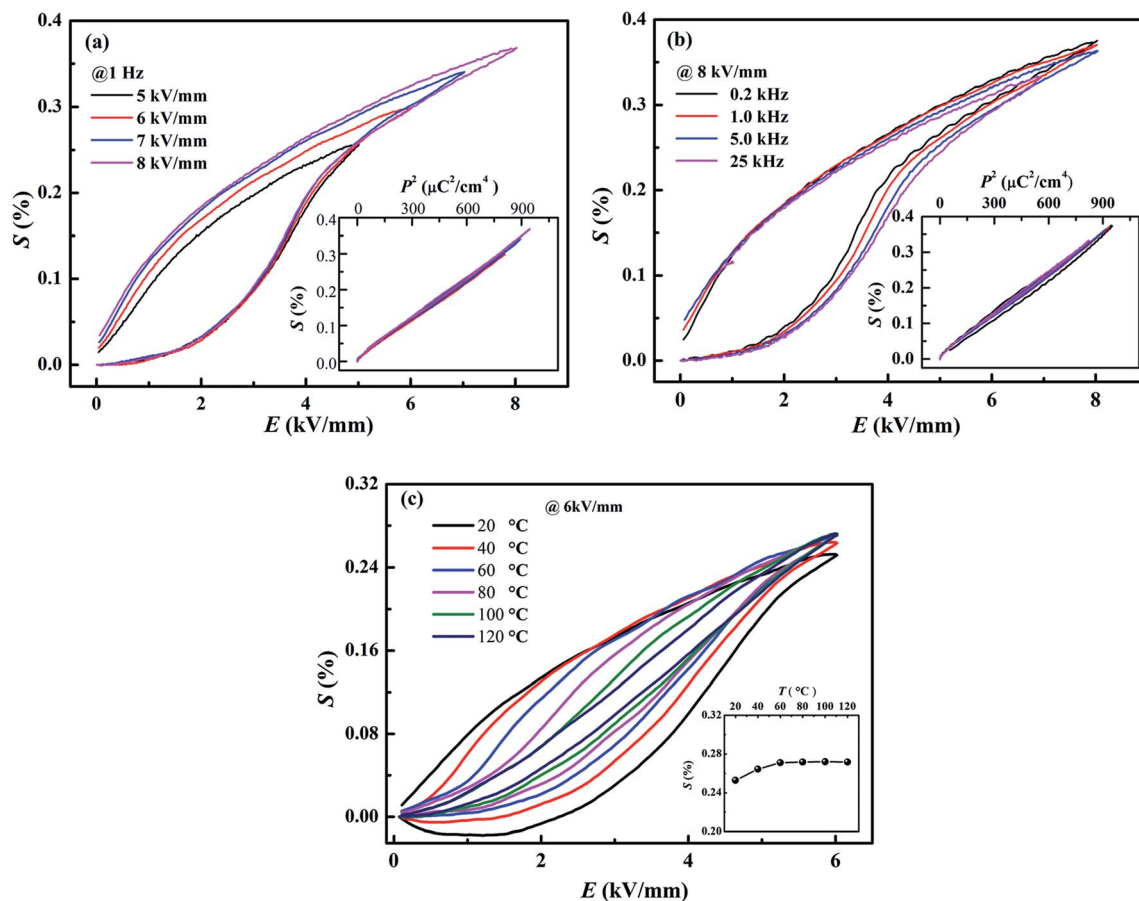 (a)
@1 Hz
5 kV/mm
6 kV/mm
7 kV/mm
8 kV/mm
0.4
0.3
0.2
0.1
0.0
S (%)
0 2 4 6 8
E (kV/mm)
P² (μC²/cm⁴)
0 300 600 900
0.4
0.3
0.2
0.1
0.0
S (%)
(b)
@ 8 kV/mm
0.2 kHz
1.0 kHz
5.0 kHz
25 kHz
0.4
0.3
0.2
0.1
0.0
S (%)
0 2 4 6 8
E (kV/mm)
P² (μC²/cm⁴)
0 300 600 900
0.4
0.3
0.2
0.1
0.0
S (%)
(c)
@ 6kV/mm
20 °C
40 °C
60 °C
80 °C
100 °C
120 °C
0.32
0.24
0.16
0.08
0.00
S (%)
0 2 4 6
E (kV/mm)
T ( °C)
20 40 60 80 100 120
0.32
0.28
0.24
0.20
S (%)